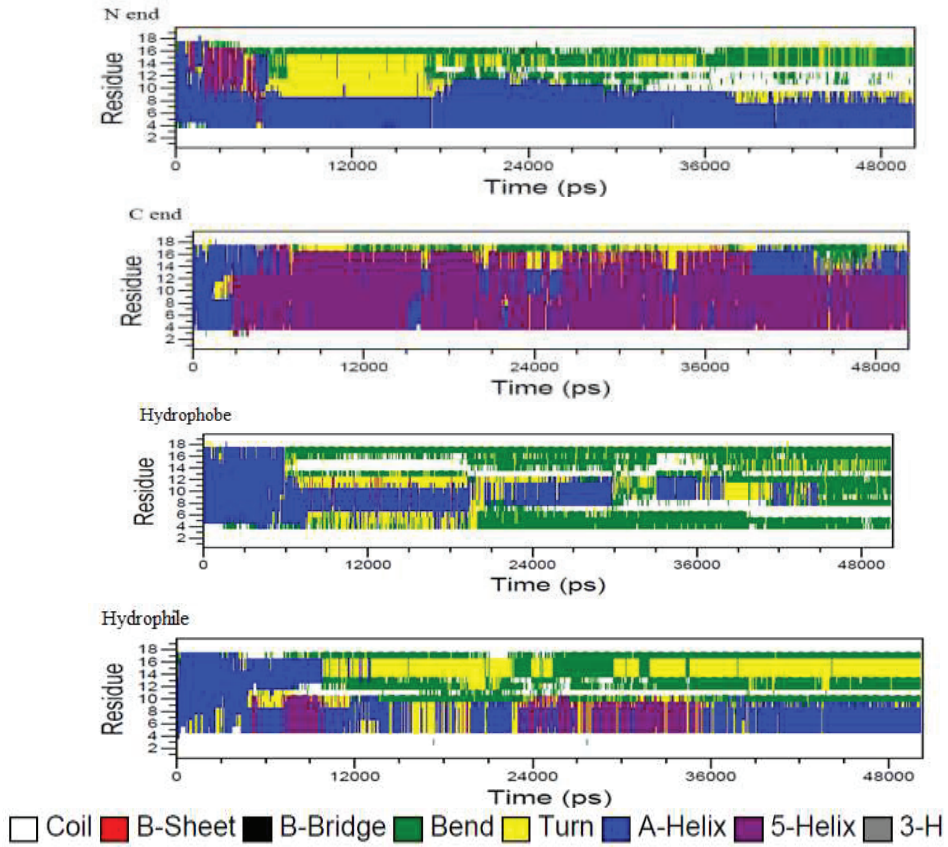 N end
Residue
18
16
14
12
10
8
6
4
2
0 12000 24000 36000 48000
Time (ps)
C end
Residue
18
16
14
12
10
8
6
4
2
0 12000 24000 36000 48000
Time (ps)
Hydrophobe
Residue
18
16
14
12
10
8
6
4
2
0 12000 24000 36000 48000
Time (ps)
Hydrophile
Residue
18
16
14
12
10
8
6
4
2
0 12000 24000 36000 48000
Time (ps)
Coil B-Sheet B-Bridge Bend Turn A-Helix 5-Helix 3-H